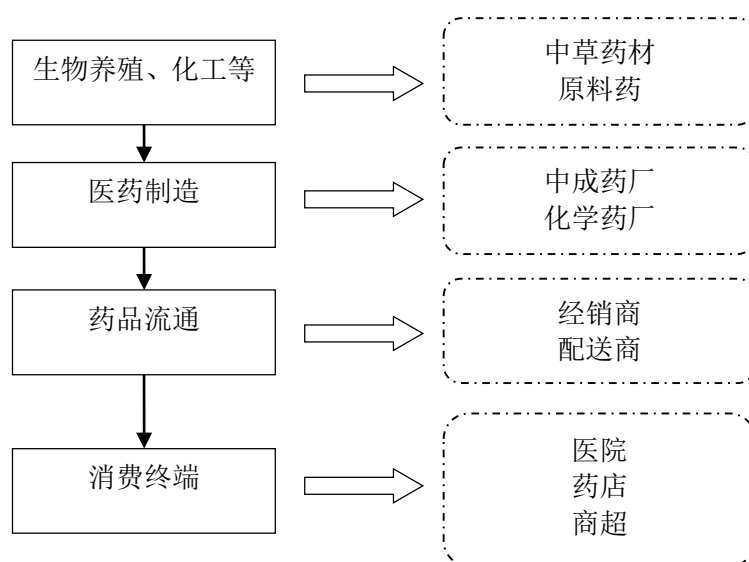 生物养殖、化工等
中草药材
原料药
医药制造
中成药厂
化学药厂
药品流通
经销商
配送商
消费终端
医院
药店
商超